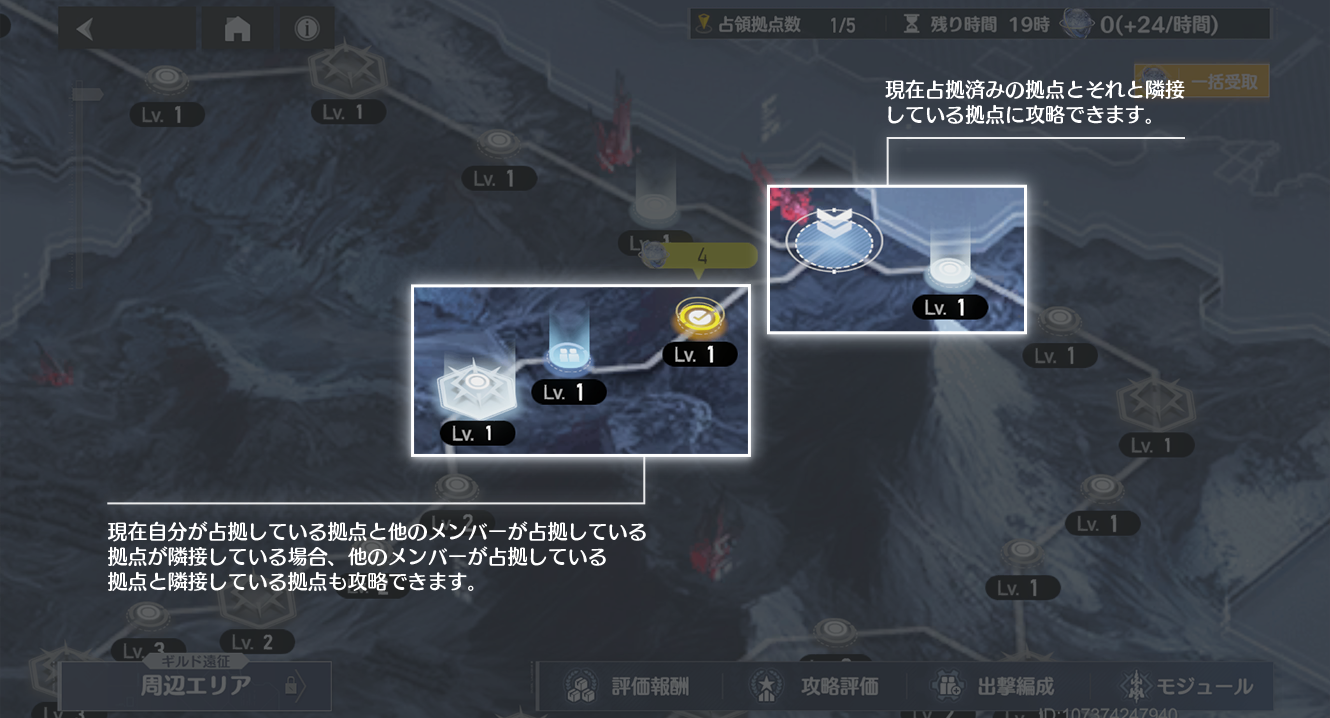 占領拠点数 1/5 残り時間 19時 0(+24/時間)
一括受取
現在占拠済みの拠点とそれと隣接
している拠点に攻略できます。
Lv. 1
Lv. 1
Lv. 1
4
Lv. 1
Lv. 1
Lv. 1
Lv. 1
Lv. 1
Lv. 1
Lv. 1
現在自分が占拠している拠点と他のメンバーが占拠している
拠点が隣接している場合、他のメンバーが占拠している
拠点と隣接している拠点も攻略できます。
Lv. 1
Lv. 1
Lv. 2
Lv. 3
ギルド遠征
周辺エリア
評価報酬 攻略評価 出撃編成 モジュール
ID:107374247940